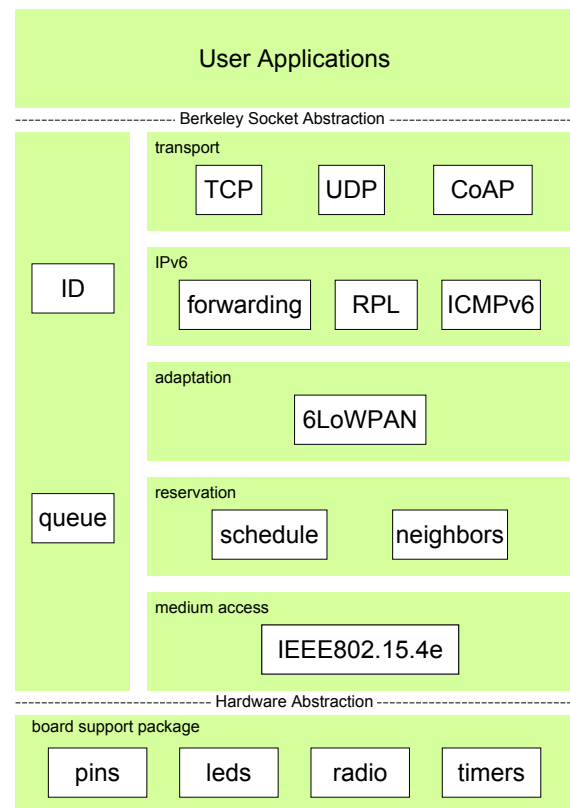 User Applications
Berkeley Socket Abstraction
ID
queue
transport
TCP UDP CoAP
IPv6
forwarding RPL ICMPv6
adaptation
6LoWPAN
reservation
schedule neighbors
medium access
IEEE802.15.4e
Hardware Abstraction
board support package
pins leds radio timers